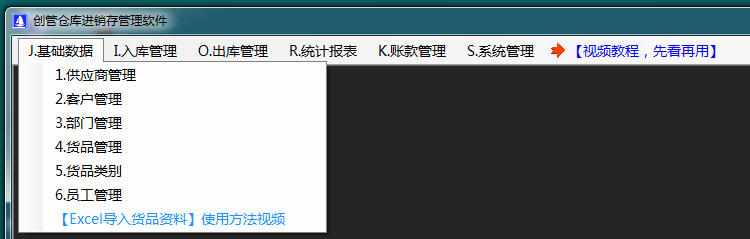 创管仓库进销存管理软件
J.基础数据 I.入库管理 O.出库管理 R.统计报表 K.账款管理 S.系统管理 【视频教程，先看再用】
1.供应商管理
2.客户管理
3.部门管理
4.货品管理
5.货品类别
6.员工管理
【Excel导入货品资料】使用方法视频